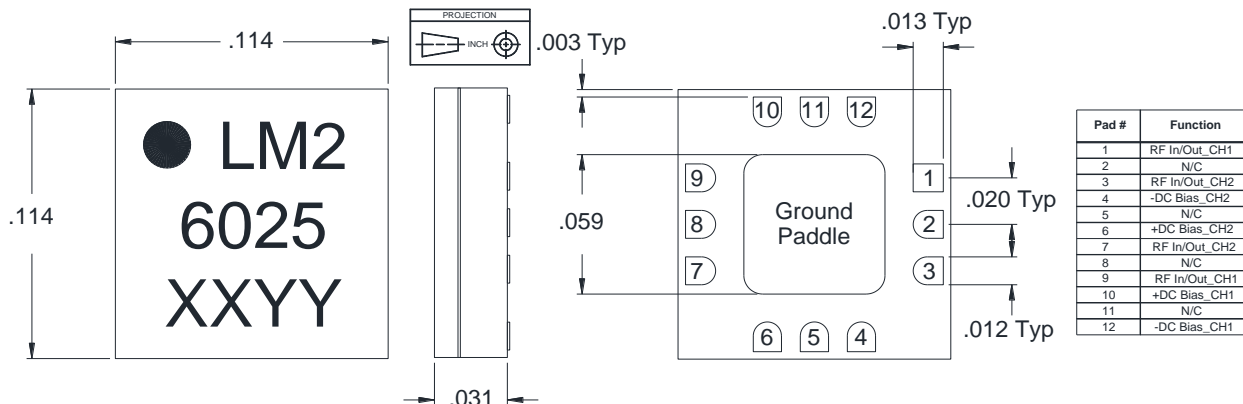 PROJECTION
INCH
.114
.114
LM2
6025
XXYY
.031
.003 Typ
.013 Typ
.059
10 11 12
9
8
7
Ground
Paddle
1
2
3
6 5 4
.020 Typ
.012 Typ
Pad # Function
1 RF In/Out_CH1
2 N/C
3 RF In/Out_CH2
4 -DC Bias_CH2
5 N/C
6 +DC Bias_CH2
7 RF In/Out_CH2
8 N/C
9 RF In/Out_CH1
10 +DC Bias_CH1
11 N/C
12 -DC Bias_CH1